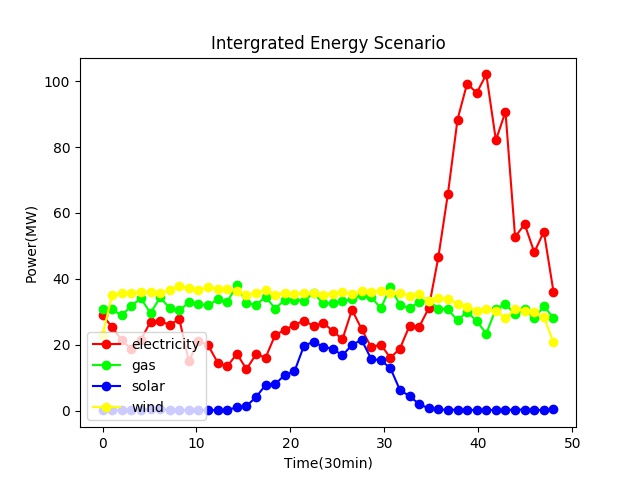 Intergrated Energy Scenario
Power(MW)
100
80
60
40
20
0
electricity
gas
solar
wind
0 10 20 30 40 50
Time(30min)